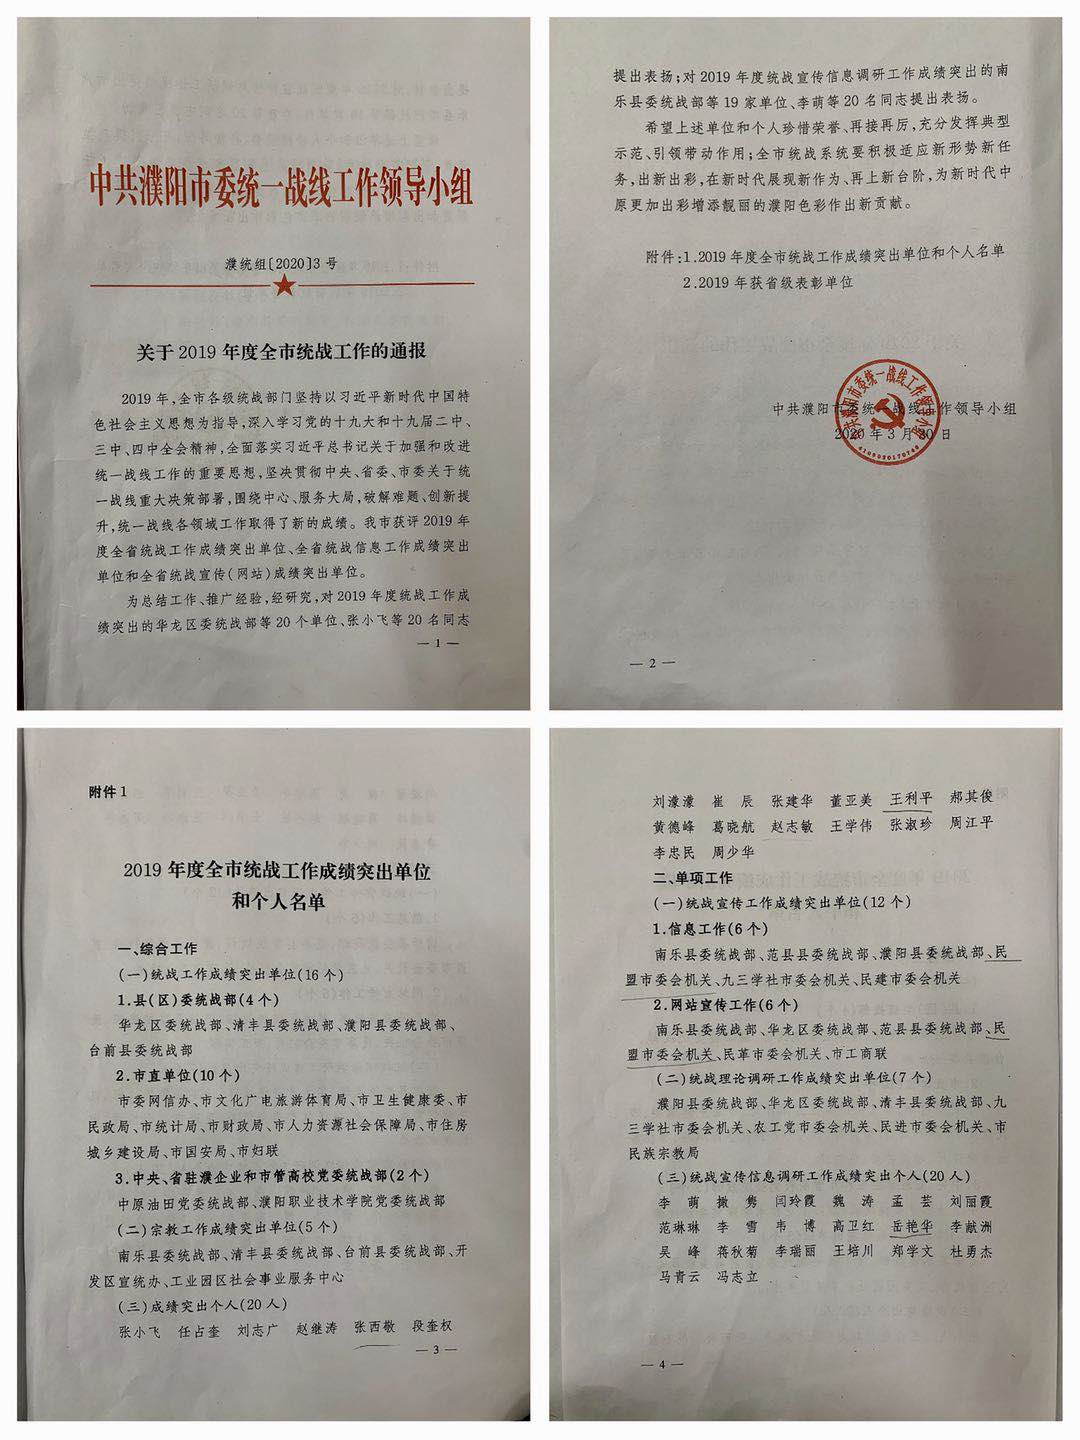 中共濮阳市委统一战线工作领导小组
濮统组〔2020〕3号
关于2019年度全市统战工作的通报
2019年,全市各级统战部门坚持以习近平新时代中国特
色社会主义思想为指导,深入学习党的十九大和十九届二中、
三中、四中全会精神,全面落实习近平总书记关于加强和改进
统一战线工作的重要思想,坚决贯彻中央、省委、市委关于统
一战线重大决策部署,围绕中心、服务大局,破解难题、创新提
升,统一战线各领域工作取得了新的成绩。我市获评2019年
度全省统战工作成绩突出单位、全省统战信息工作成绩突出
单位和全省统战宣传(网站)成绩突出单位。
为总结工作、推广经验,经研究,对2019年度统战工作成
绩突出的华龙区委统战部等20个单位、张小飞等20名同志
— 1 —
提出表扬;对2019年度统战宣传信息调研工作成绩突出的南
乐县委统战部等19家单位、李萌等20名同志提出表扬。
希望上述单位和个人珍惜荣誉、再接再厉,充分发挥典型
示范、引领带动作用;全市统战系统要积极适应新形势新任
务,出新出彩,在新时代展现新作为、再上新台阶,为新时代中
原更加出彩增添靓丽的濮阳色彩作出新贡献。
附件:1.2019年度全市统战工作成绩突出单位和个人名单
2.2019年获省级表彰单位
中共濮阳市委统一战线工作领导小组
2020年3月30日
— 2 —
附件1
2019年度全市统战工作成绩突出单位
和个人名单
一、综合工作
(一)统战工作成绩突出单位(16个)
1.县(区)委统战部(4个)
华龙区委统战部、清丰县委统战部、濮阳县委统战部、
台前县委统战部
2.市直单位(10个)
市委网信办、市文化广电旅游体育局、市卫生健康委、市
民政局、市统计局、市财政局、市人力资源社会保障局、市住房
城乡建设局、市国安局、市妇联
3.中央、省驻濮企业和市管高校党委统战部(2个)
中原油田党委统战部、濮阳职业技术学院党委统战部
(二)宗教工作成绩突出单位(5个)
南乐县委统战部、清丰县委统战部、台前县委统战部、开
发区宣统办、工业园区社会事业服务中心
(三)成绩突出个人(20人)
张小飞 任占奎 刘志广 赵继涛 张西敬 段奎权
— 3 —
刘濛濛 崔辰 张建华 董亚美 王利平 郝其俊
黄德峰 葛晓航 赵志敏 王学伟 张淑珍 周江平
李忠民 周少华
二、单项工作
(一)统战宣传工作成绩突出单位(12个)
1.信息工作(6个)
南乐县委统战部、范县县委统战部、濮阳县委统战部、民
盟市委会机关、九三学社市委会机关、民建市委会机关
2.网站宣传工作(6个)
南乐县委统战部、华龙区委统战部、范县县委统战部、民
盟市委会机关、民革市委会机关、市工商联
(二)统战理论调研工作成绩突出单位(7个)
濮阳县委统战部、华龙区委统战部、清丰县委统战部、九
三学社市委会机关、农工党市委会机关、民进市委会机关、市
民族宗教局
(三)统战宣传信息调研工作成绩突出个人(20人)
李萌 撖隽 闫玲霞 魏涛 孟芸 刘丽霞
范琳琳 李雪 韦博 高卫红 岳艳华 李献洲
吴峰 蒋秋菊 李瑞丽 王培川 郑学文 杜勇杰
马青云 冯志立
— 4 —